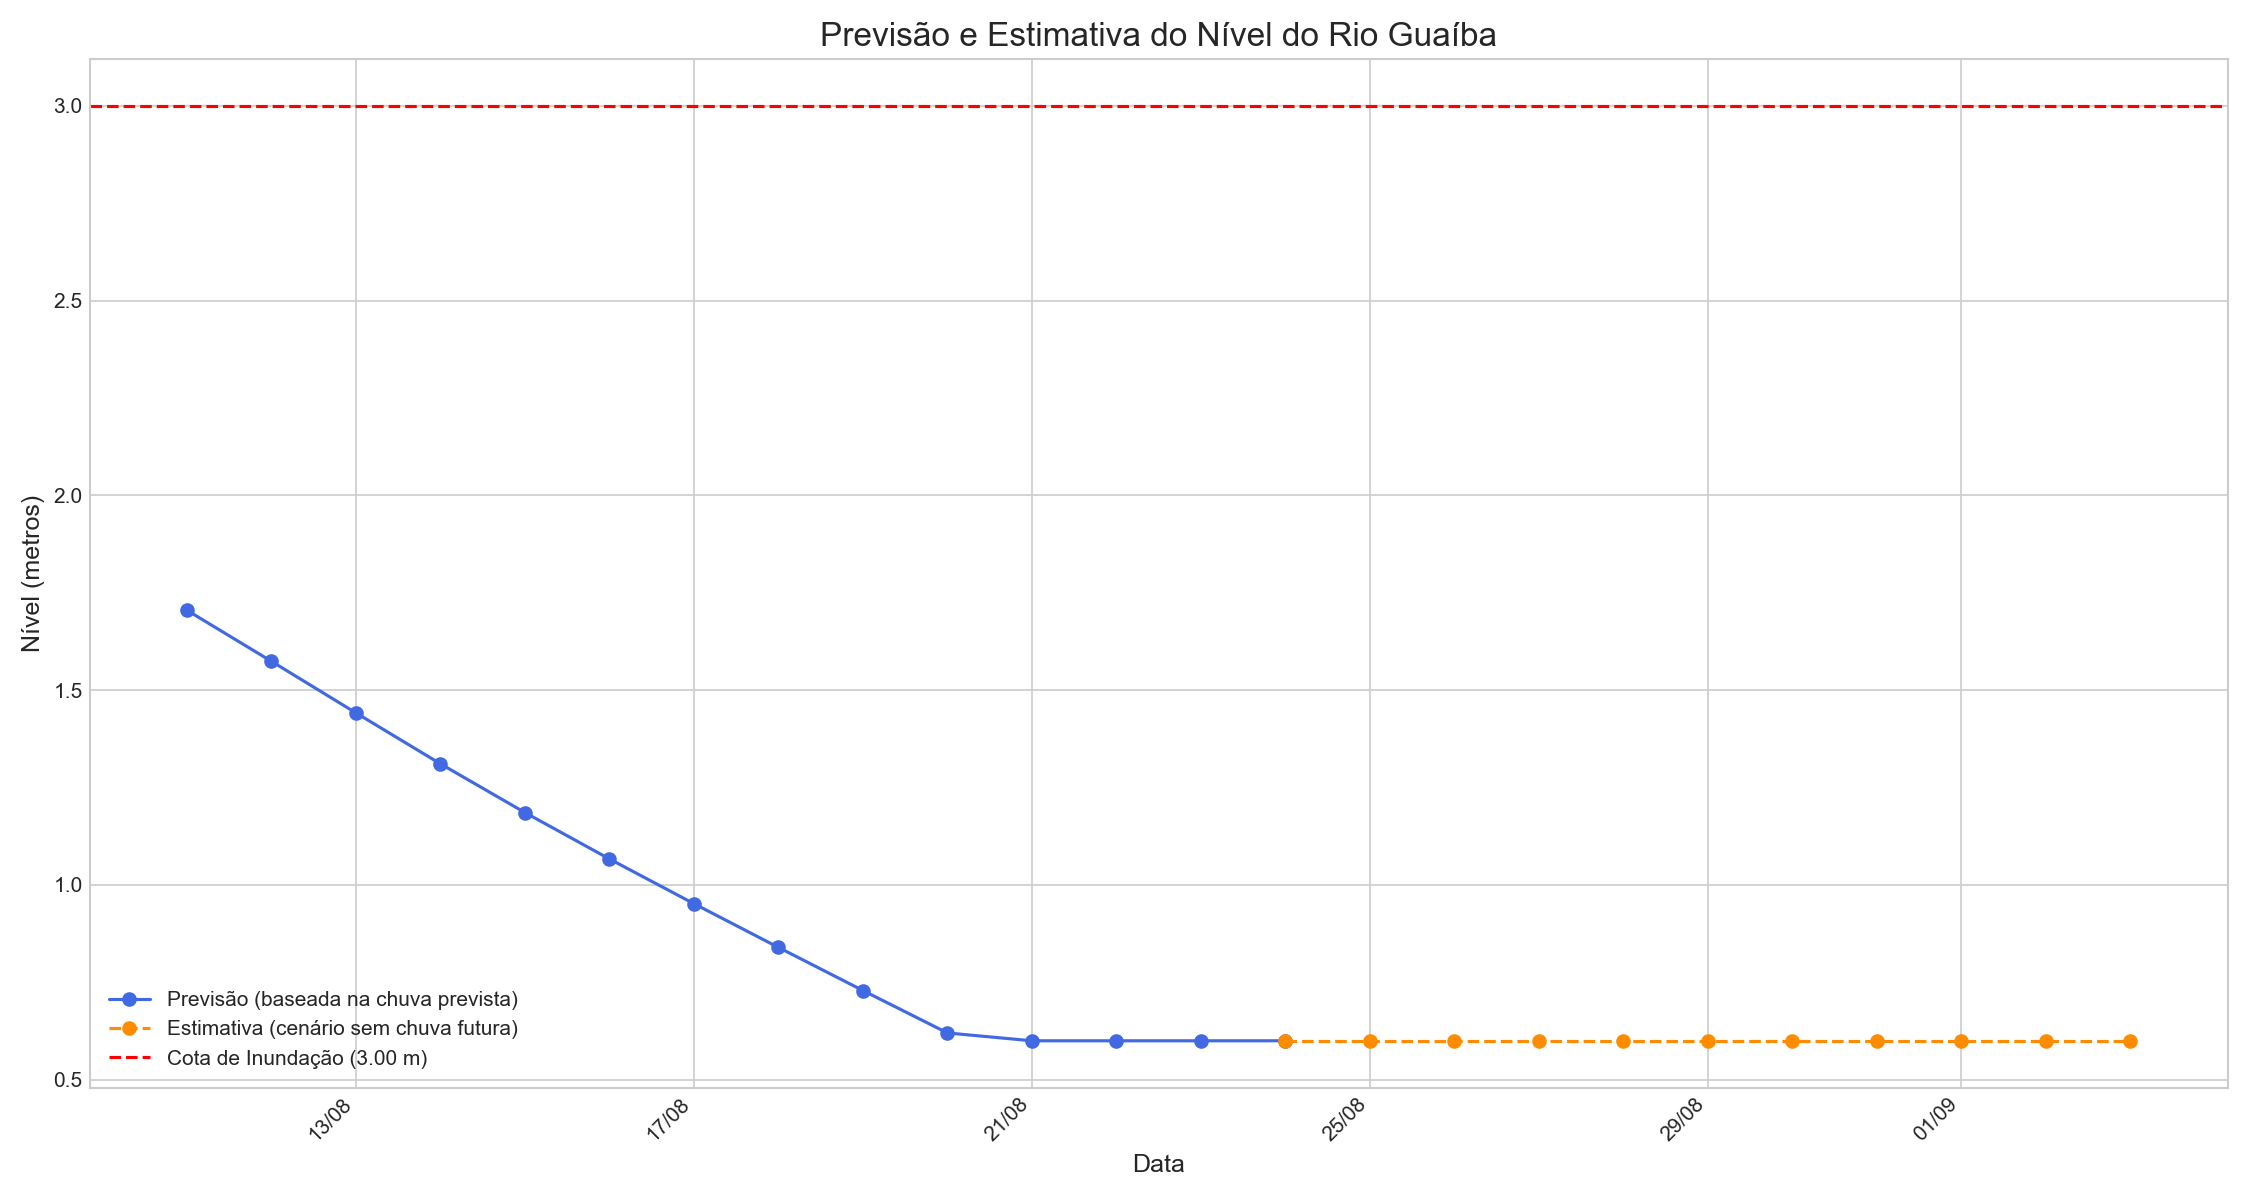 Previsão e Estimativa do Nível do Rio Guaíba
Nível (metros)
3.0
2.5
2.0
1.5
1.0
0.5
Previsão (baseada na chuva prevista)
Estimativa (cenário sem chuva futura)
Cota de Inundação (3.00 m)
13/08
17/08
21/08
25/08
29/08
01/09
Data